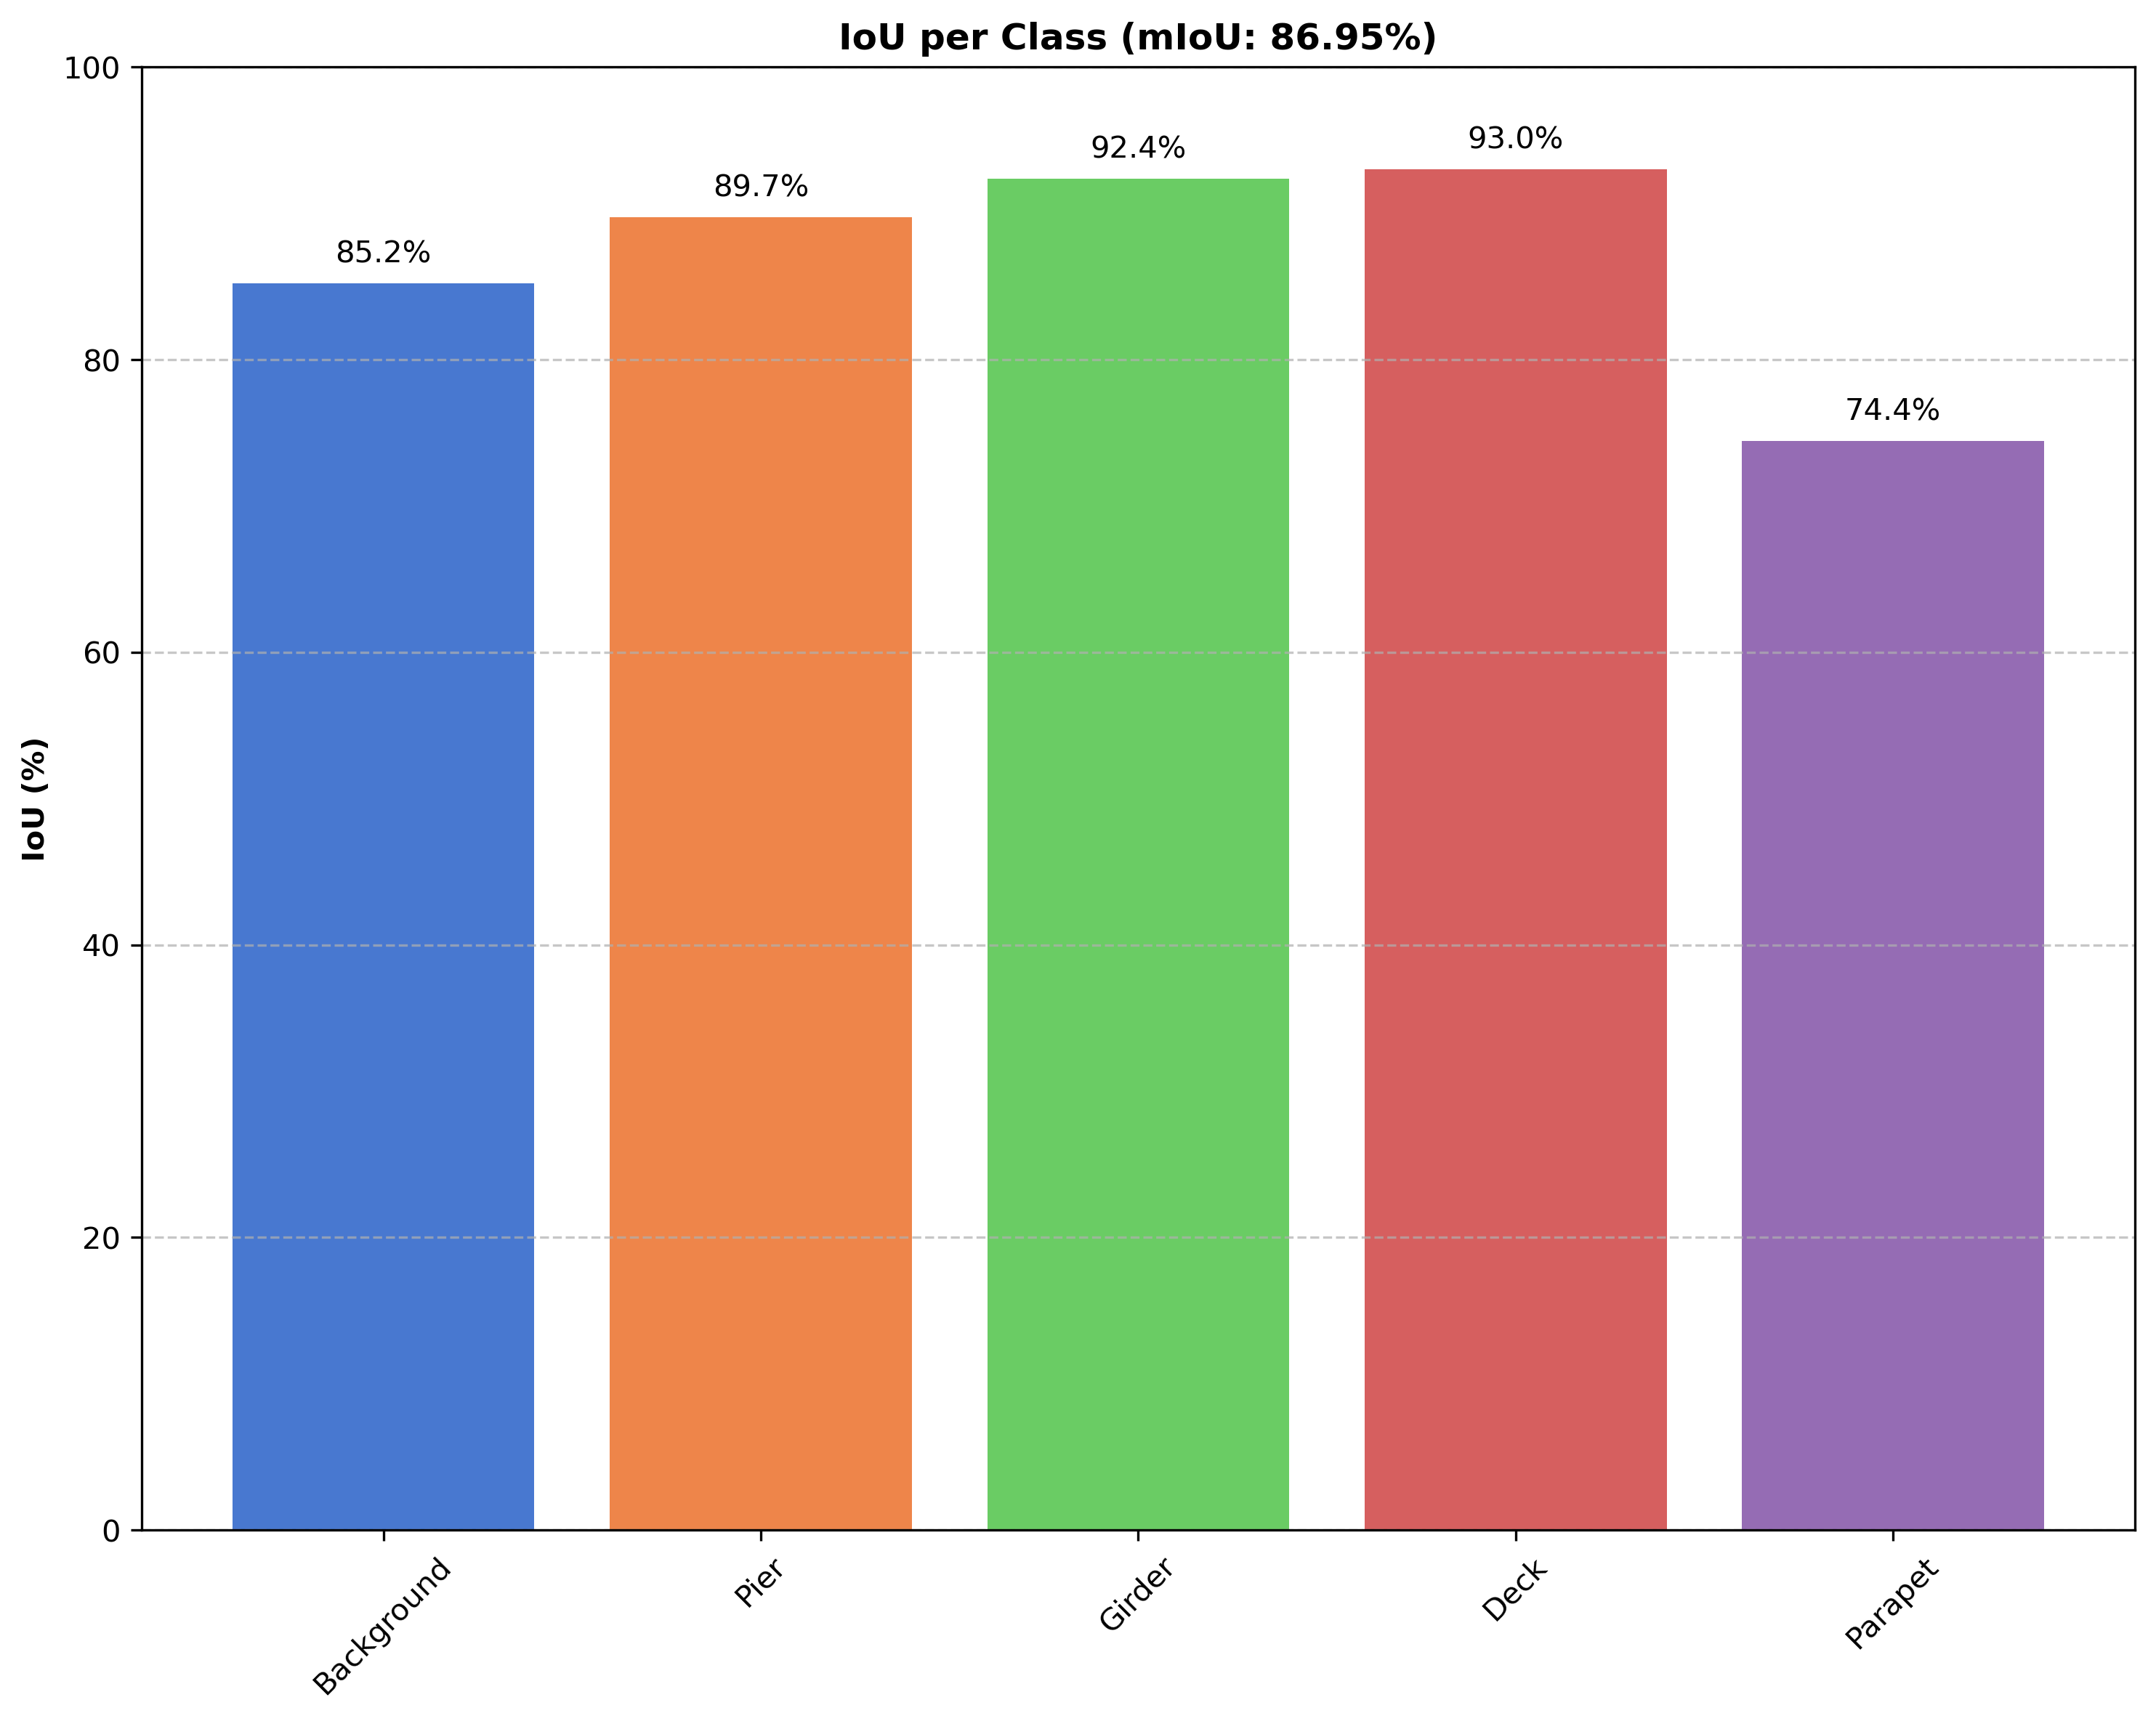 IoU per Class (mIoU: 86.95%)
100
80
60
40
20
0
IoU (%)
85.2%
89.7%
92.4%
93.0%
74.4%
Background
Pier
Girder
Deck
Parapet